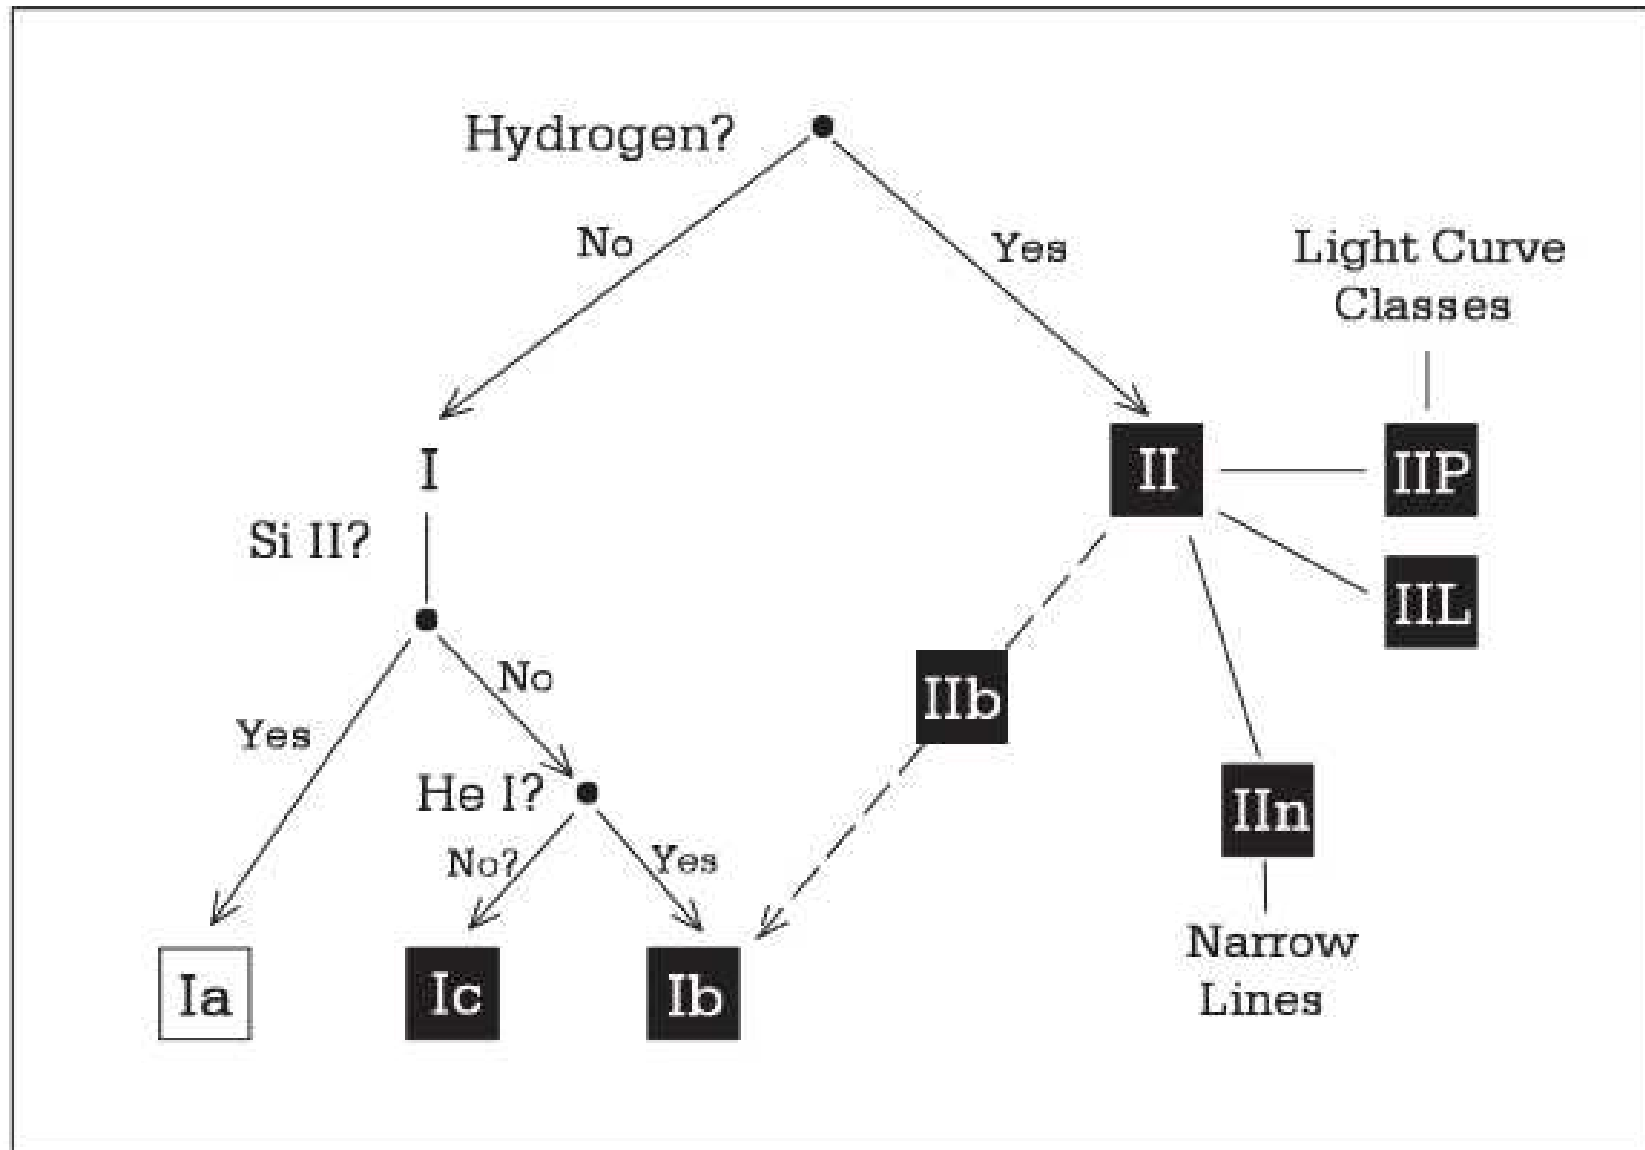 Hydrogen?
No
Yes
Light Curve
Classes
I
II
IIP
Si II?
IIL
No
IIb
Yes
He I?
IIn
No?
Yes
Narrow
Lines
Ia
Ic
Ib